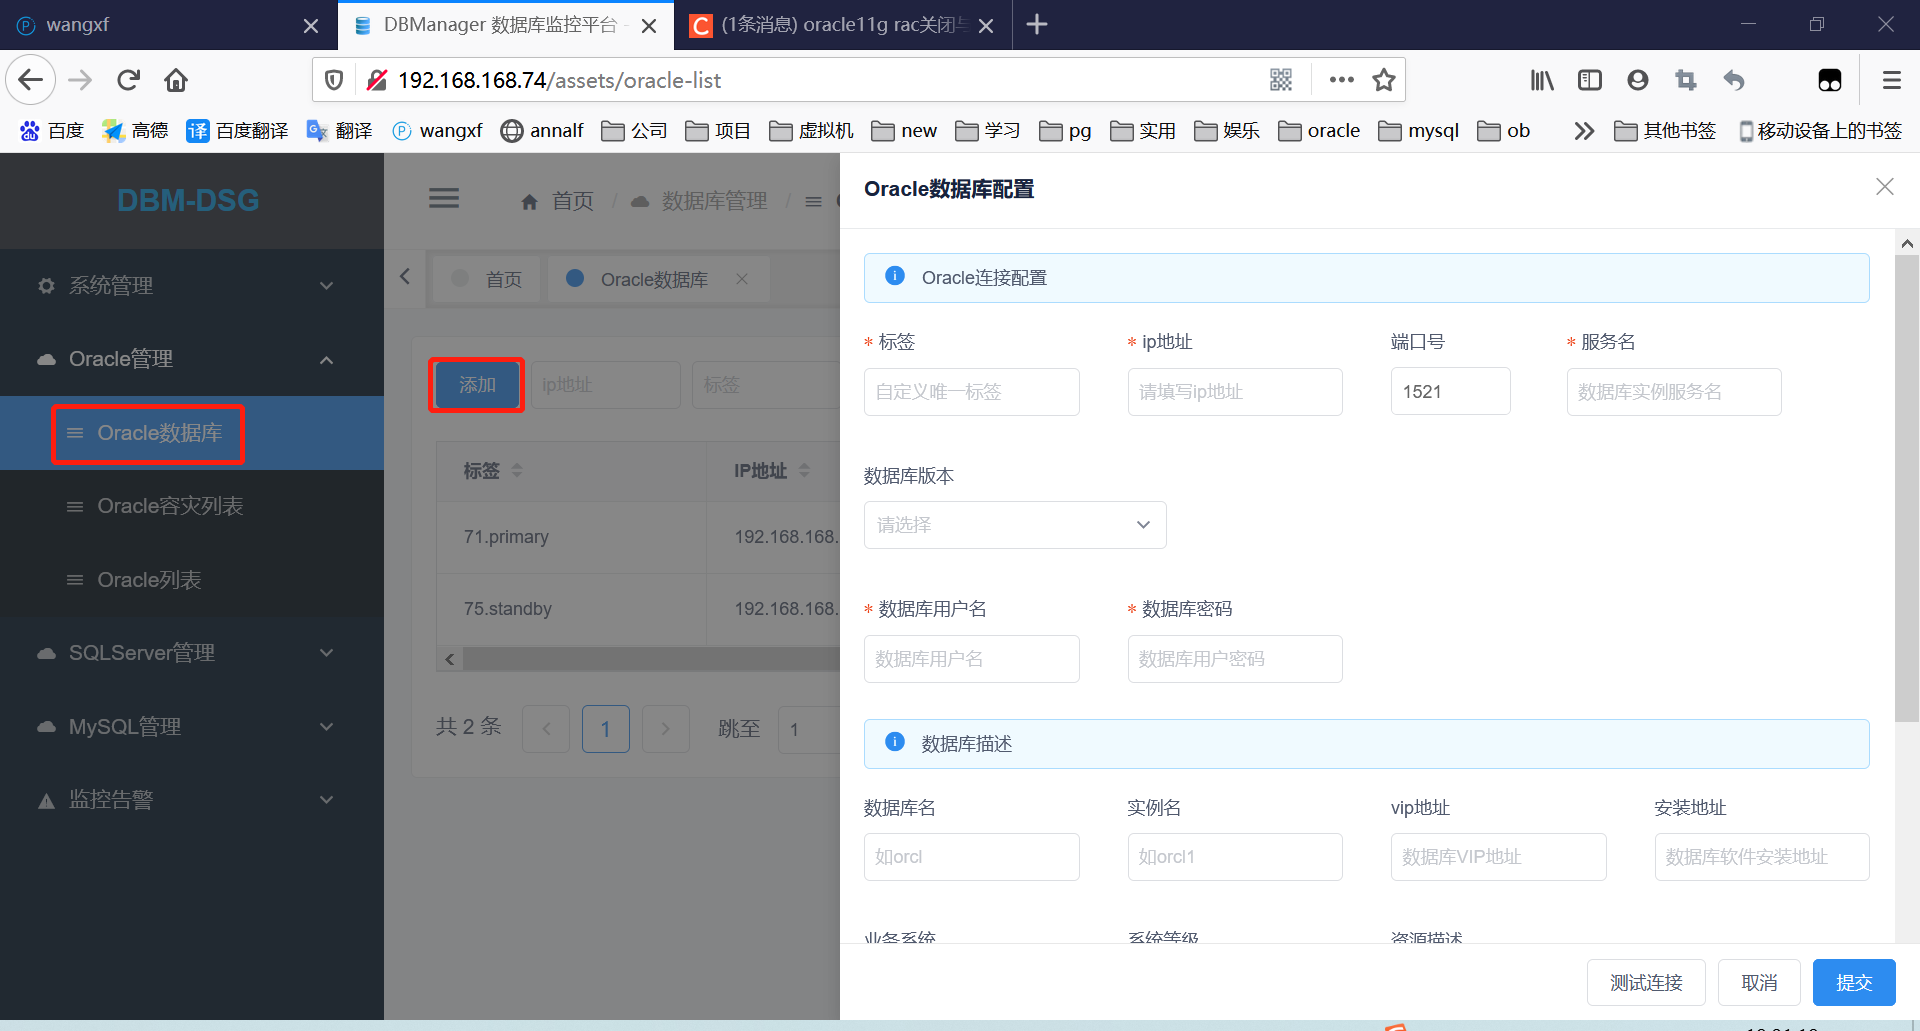 wangxf
DBManager 数据库监控平台 -
(1条消息) oracle11g rac关闭与
192.168.168.74/assets/oracle-list
百度 高德 百度翻译 翻译 wangxf annalf 公司 项目 虚拟机 new 学习 pg 实用 娱乐 oracle mysql ob 其他书签 移动设备上的书签
DBM-DSG
系统管理
Oracle管理
Oracle数据库
Oracle容灾列表
Oracle列表
SQLServer管理
MySQL管理
监控告警
首页 / 数据库管理 /
首页 Oracle数据库
添加 ip地址 标签
标签 IP地址
71.primary 192.168.168.
75.standby 192.168.168.
共 2 条 1 跳至 1
Oracle数据库配置
Oracle连接配置
* 标签 * ip地址 端口号 * 服务名
自定义唯一标签 请填写ip地址 1521 数据库实例服务名
数据库版本
请选择
* 数据库用户名 * 数据库密码
数据库用户名 数据库用户密码
数据库描述
数据库名 实例名 vip地址 安装地址
如orcl 如orcl1 数据库VIP地址 数据库软件安装地址
业务系统 系统等级 资源描述
测试连接 取消 提交